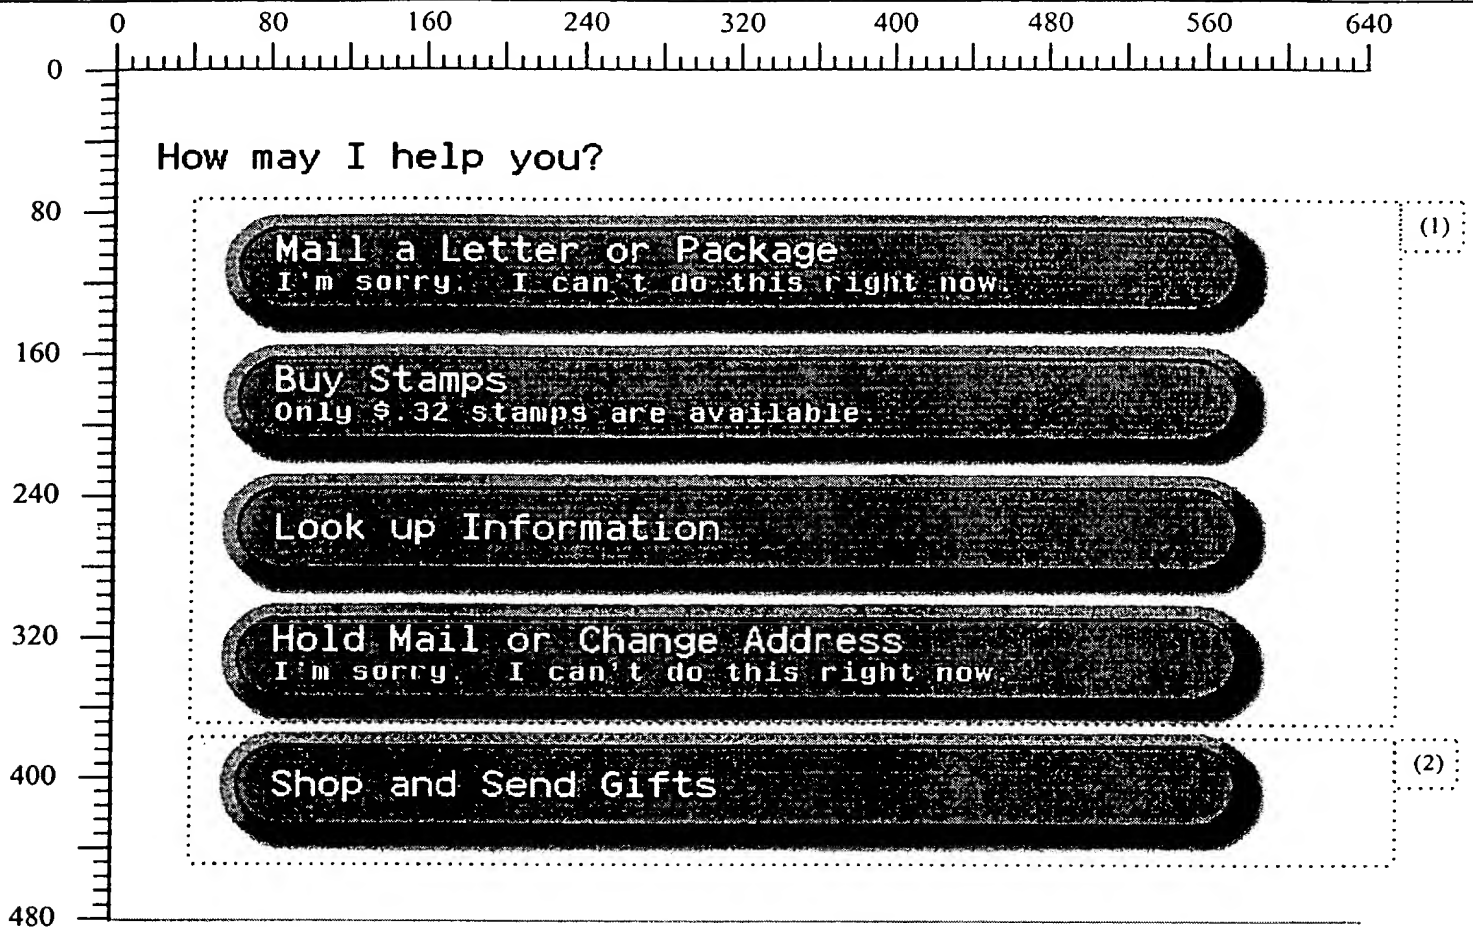 0 80 160 240 320 400 480 560 640
0
How may I help you?
80
(1)
Mail a Letter or Package
I'm sorry. I can't do this right now.
160
Buy Stamps
Only $.32 stamps are available.
240
Look up Information
320
Hold Mail or Change Address
I'm sorry. I can't do this right now.
(2)
400
Shop and Send Gifts
480